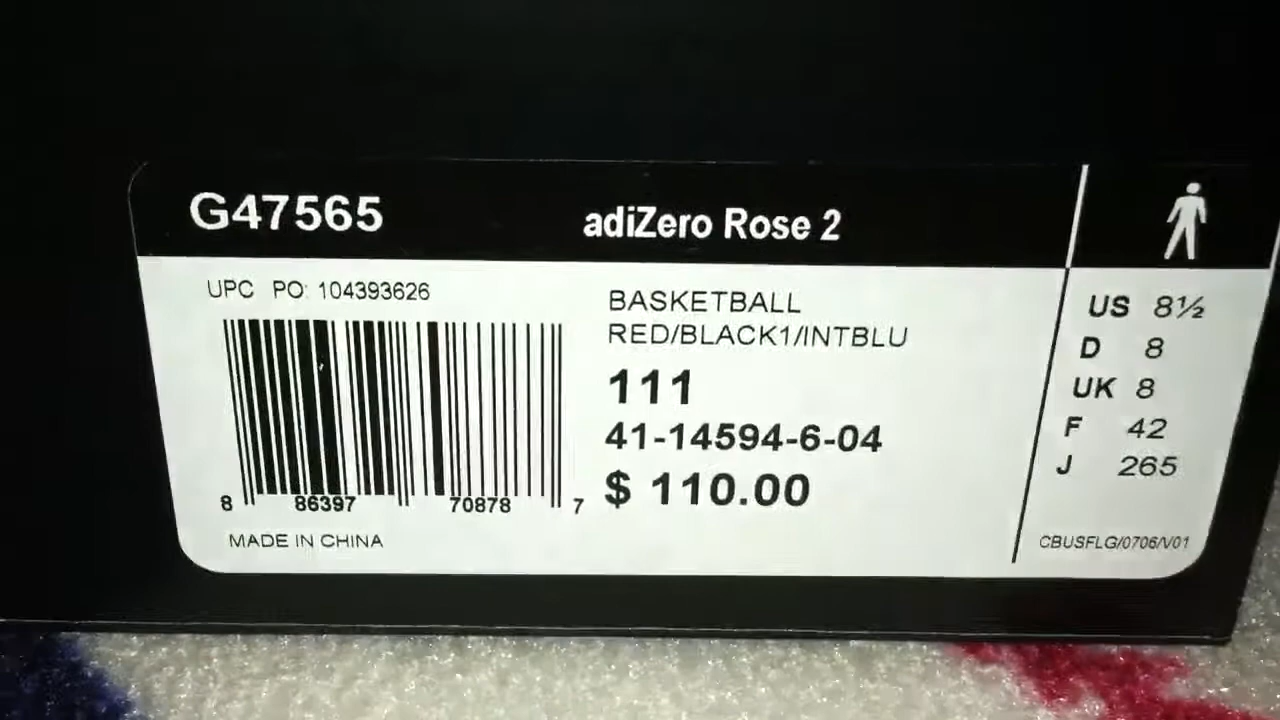 G47565
adiZero Rose 2
UPC PO: 104393626
8 86397 70878 7
MADE IN CHINA
BASKETBALL
RED/BLACK1/INTBLU
111
41-14594-6-04
$ 110.00
US 8½
D 8
UK 8
F 42
J 265
CBUSFLG/0706/V01